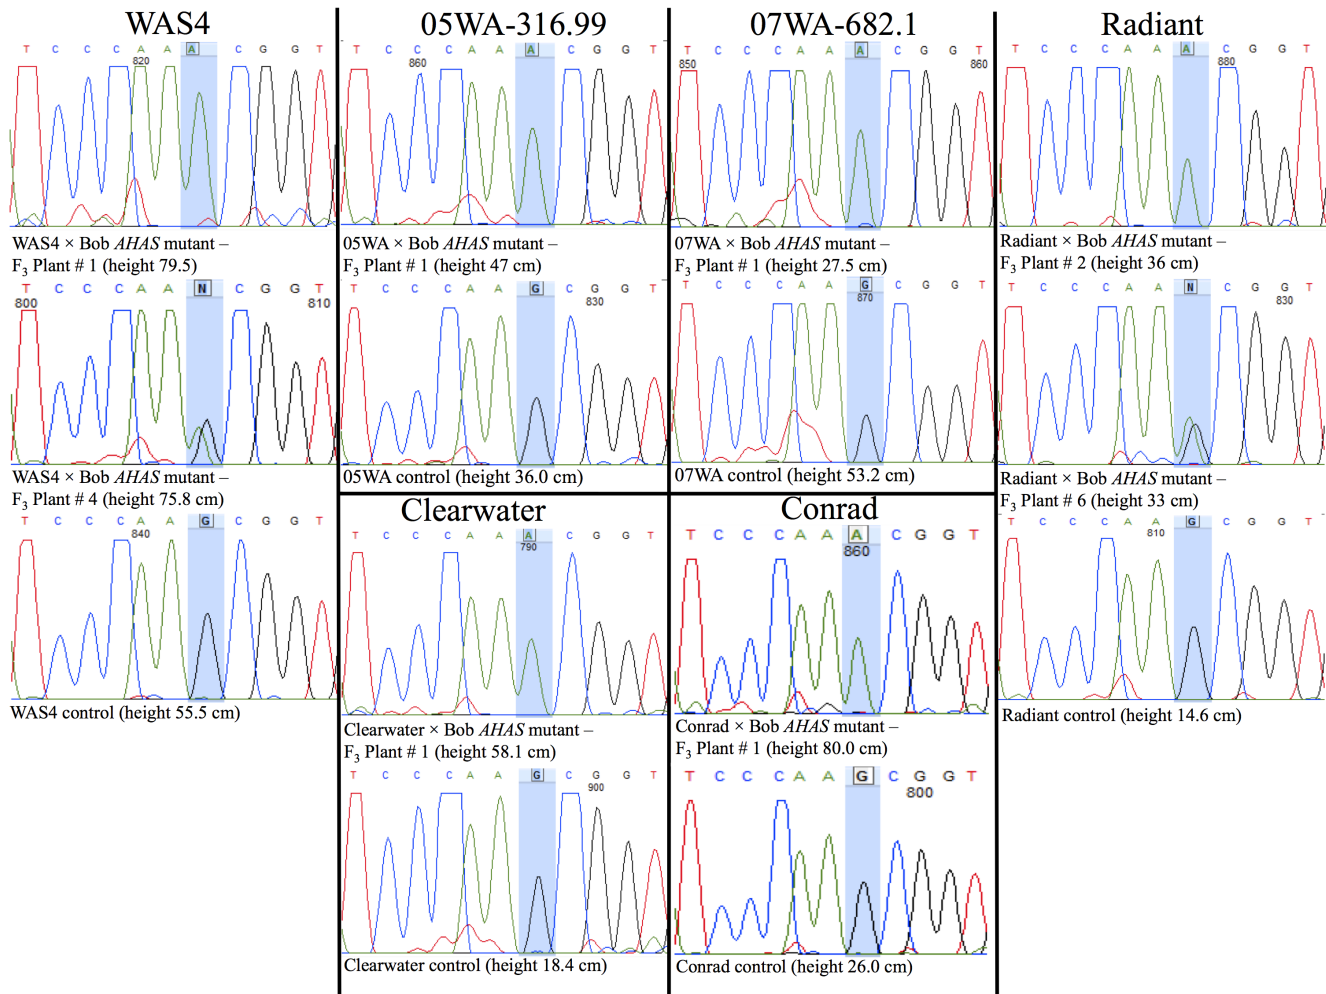 WAS4
T C C C A A A C G G T
820
WAS4 × Bob AHAS mutant –
F3 Plant # 1 (height 79.5)
T C C C A A N C G G T
800 810
WAS4 × Bob AHAS mutant –
F3 Plant # 4 (height 75.8 cm)
T C C C A A G C G G T
840
WAS4 control (height 55.5 cm)
05WA-316.99
T C C C A A A C G G T
860
05WA × Bob AHAS mutant –
F3 Plant # 1 (height 47 cm)
T C C C A A G C G G T
830
05WA control (height 36.0 cm)
Clearwater
T C C C A A A C G G T
790
Clearwater × Bob AHAS mutant –
F3 Plant # 1 (height 58.1 cm)
T C C C A A G C G G T
900
Clearwater control (height 18.4 cm)
07WA-682.1
T C C C A A A C G G T
850 860
07WA × Bob AHAS mutant –
F3 Plant # 1 (height 27.5 cm)
T C C C A A G C G G T
870
07WA control (height 53.2 cm)
Conrad
T C C C A A A C G G T
860
Conrad × Bob AHAS mutant –
F3 Plant # 1 (height 80.0 cm)
T C C C A A G C G G T
800
Conrad control (height 26.0 cm)
Radiant
T C C C A A A C G G T
880
Radiant × Bob AHAS mutant –
F3 Plant # 2 (height 36 cm)
T C C C A A N C G G T
830
Radiant × Bob AHAS mutant –
F3 Plant # 6 (height 33 cm)
T C C C A A G C G G T
810
Radiant control (height 14.6 cm)